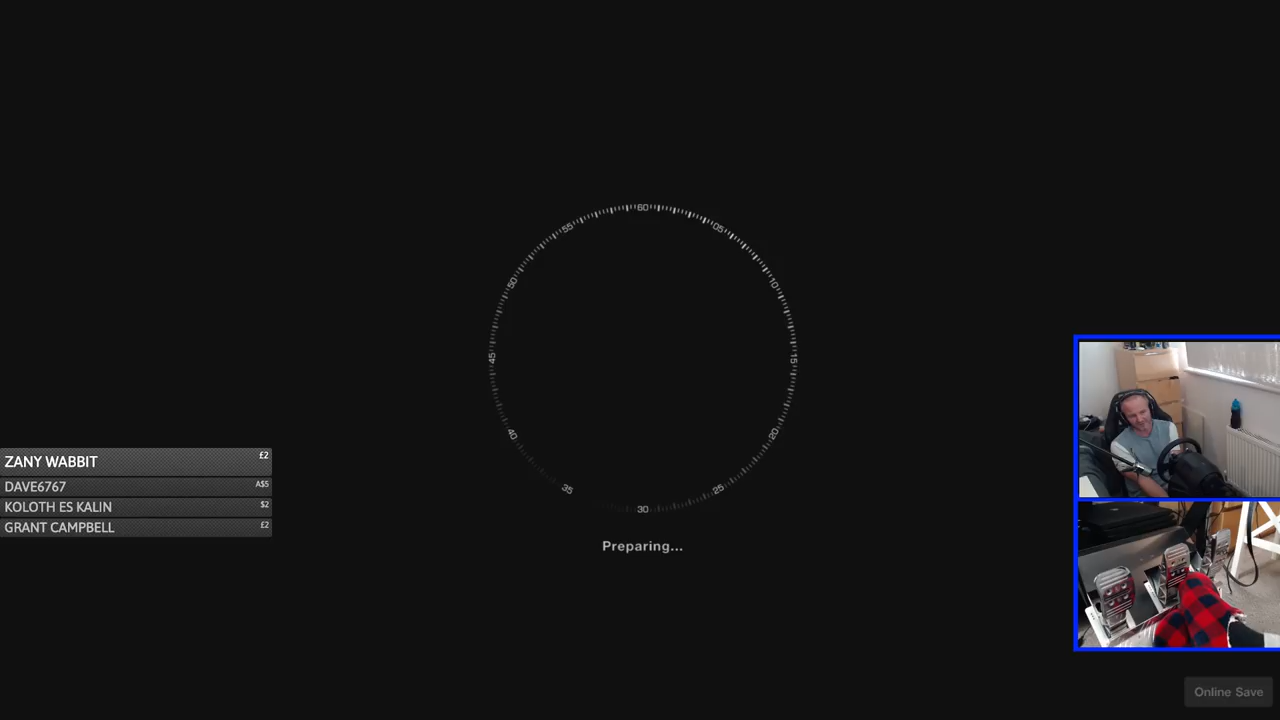 60
05
55
10
50
15
45
20
40
25
35
30
Preparing...
ZANY WABBIT £2
DAVE6767 A$5
KOLOTH ES KALIN $2
GRANT CAMPBELL £2
Online Save